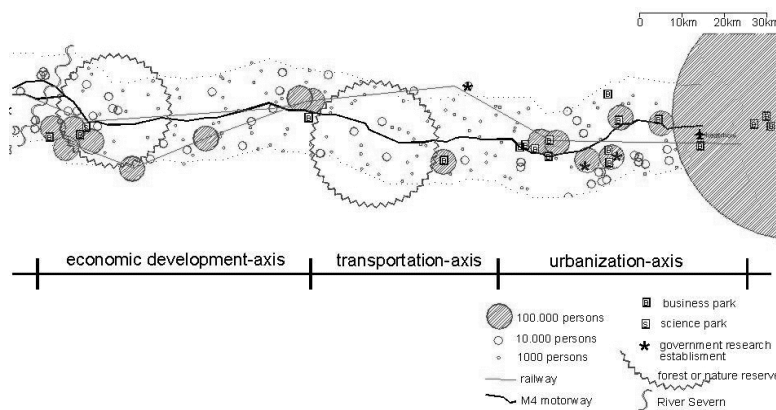 0 10km 20km 30km
Heathrow
economic development-axis
transportation-axis
urbanization-axis
100.000 persons
10.000 persons
1000 persons
railway
M4 motorway
B business park
S science park
government research
establisment
forest or nature reserve
River Severn